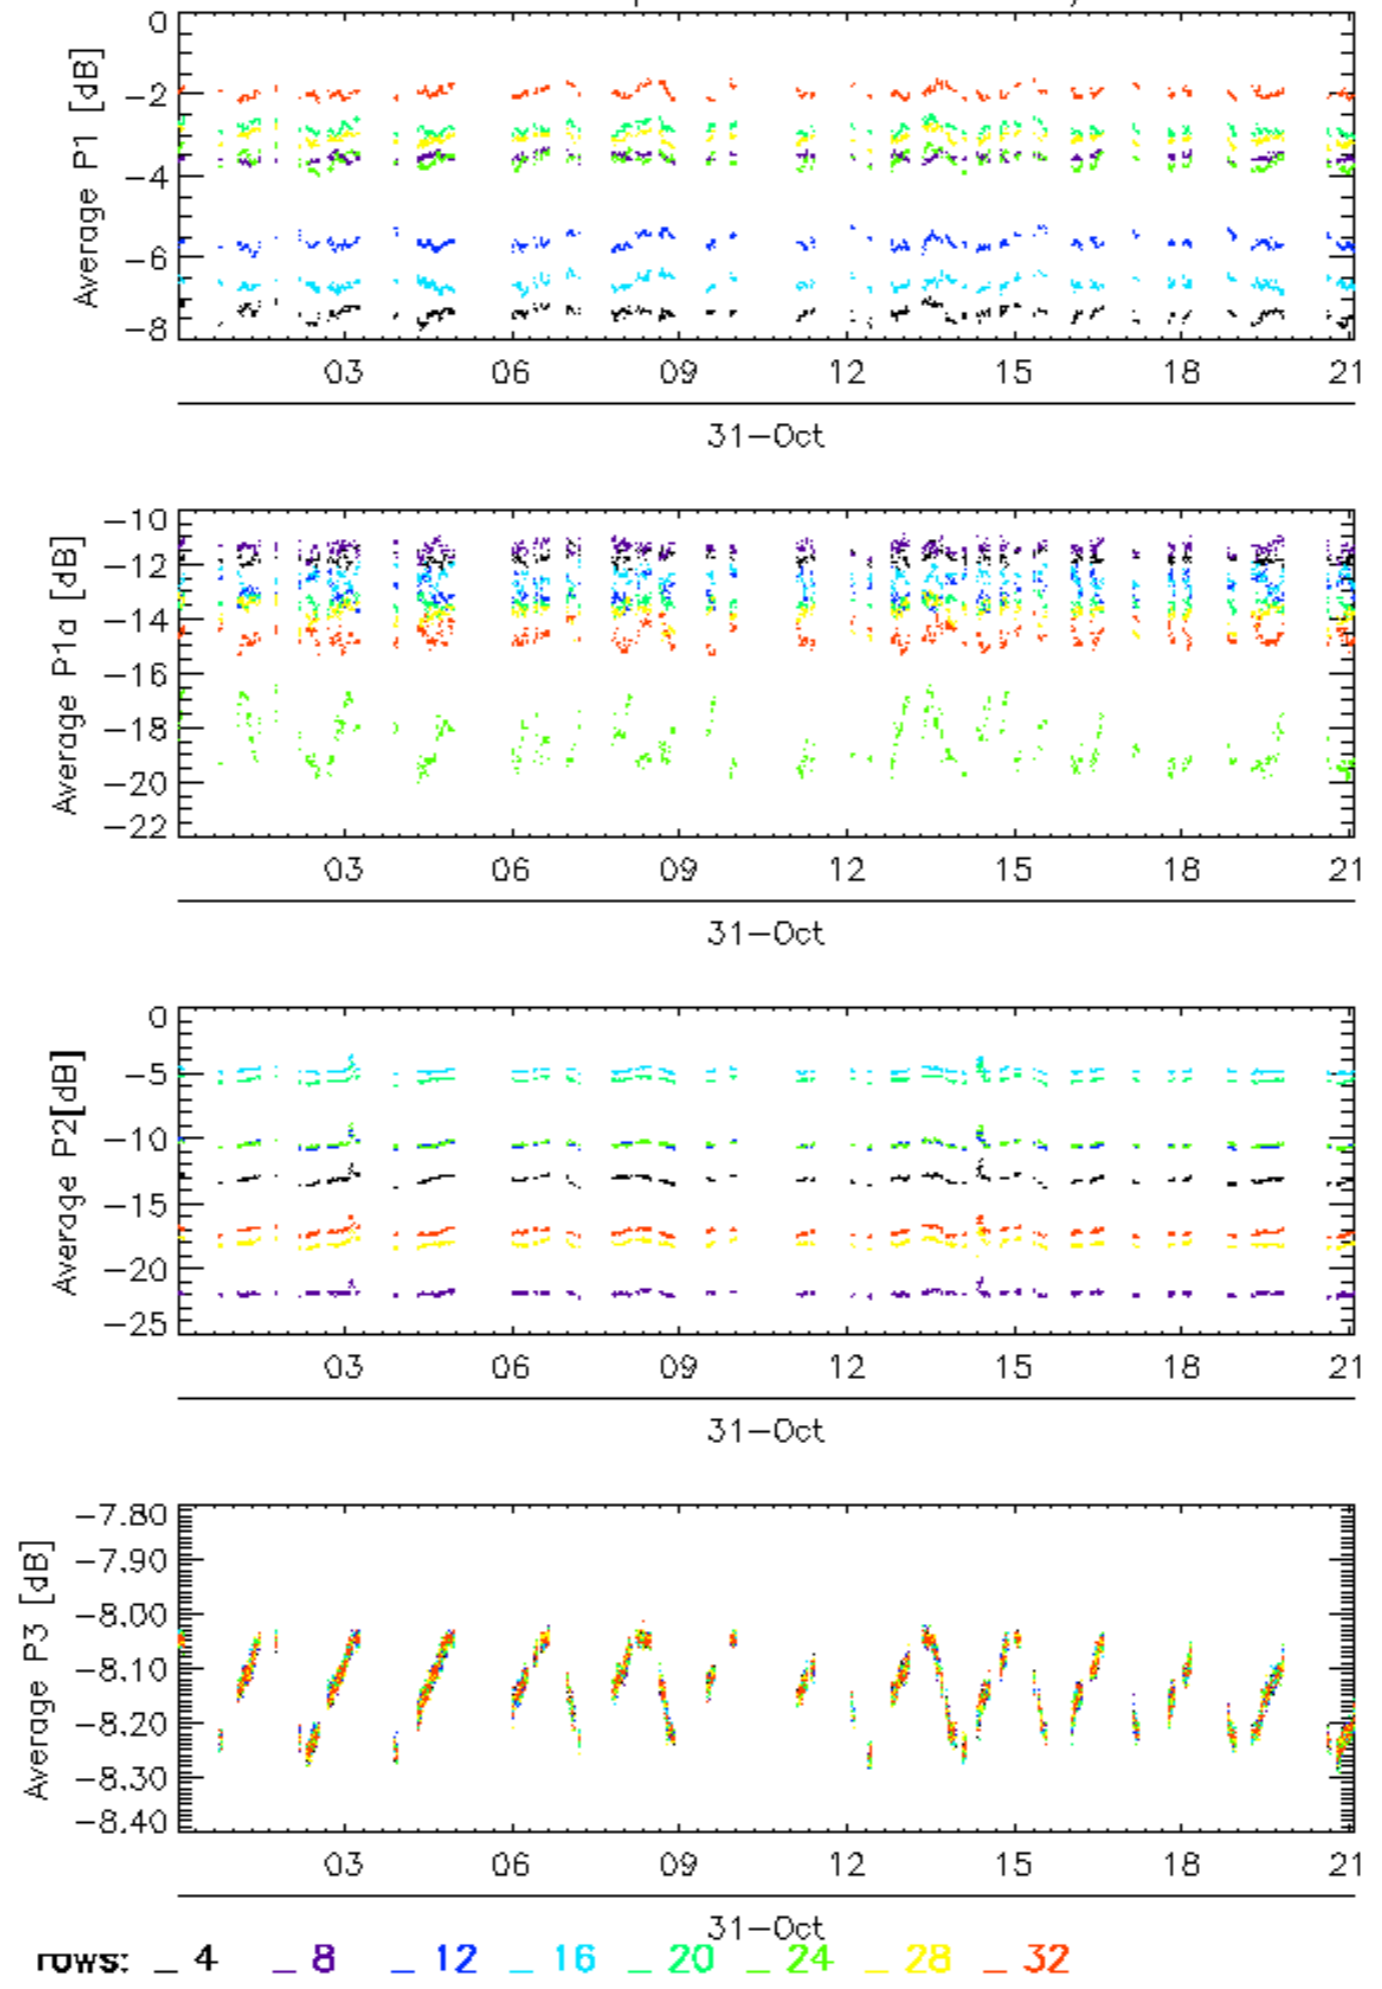 0
-2
-4
-6
-8
Average P1 [dB]
03 06 09 12 15 18 21
31-Oct
-10
-12
-14
-16
-18
-20
-22
Average P1a [dB]
03 06 09 12 15 18 21
31-Oct
0
-5
-10
-15
-20
-25
Average P2[dB]
03 06 09 12 15 18 21
31-Oct
-7.80
-7.90
-8.00
-8.10
-8.20
-8.30
-8.40
Average P3 [dB]
03 06 09 12 15 18 21
31-Oct
rows: _ 4 _ 8 _ 12 _ 16 _ 20 _ 24 _ 28 _ 32